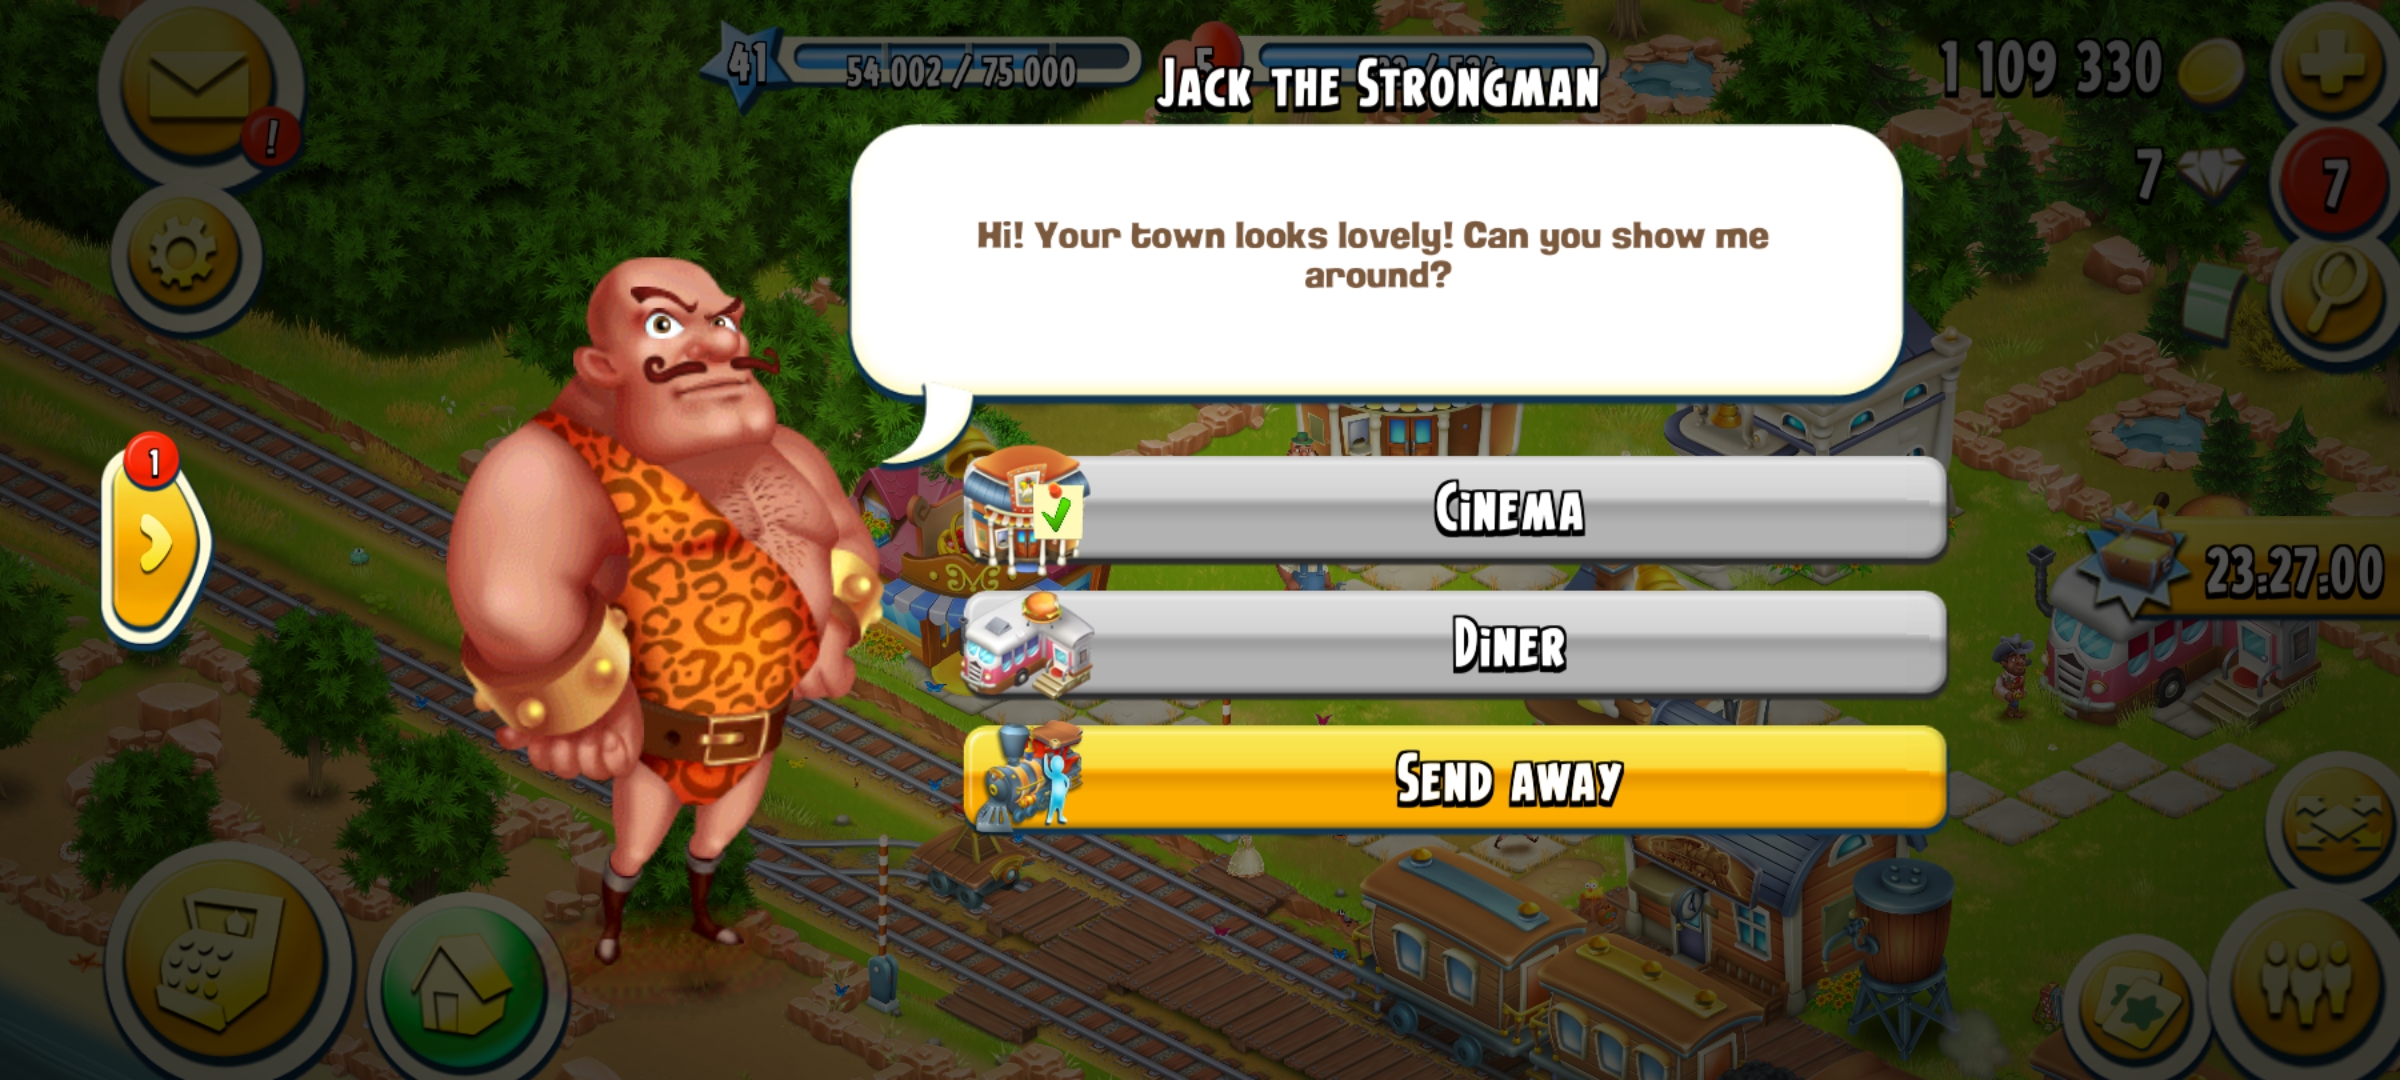 41
54 002 / 75 000
5
JACK THE STRONGMAN
1 109 330
7
7
!
Hi! Your town looks lovely! Can you show me
around?
1
CINEMA
DINER
23:27:00
SEND AWAY